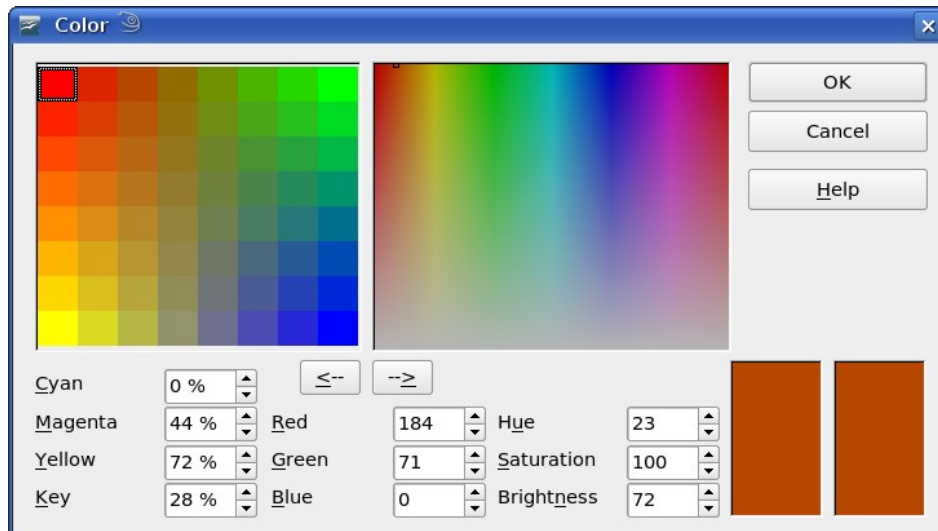 Color
OK
Cancel
Help
<-- -->
Cyan 0 %
Magenta 44 % Red 184 Hue 23
Yellow 72 % Green 71 Saturation 100
Key 28 % Blue 0 Brightness 72